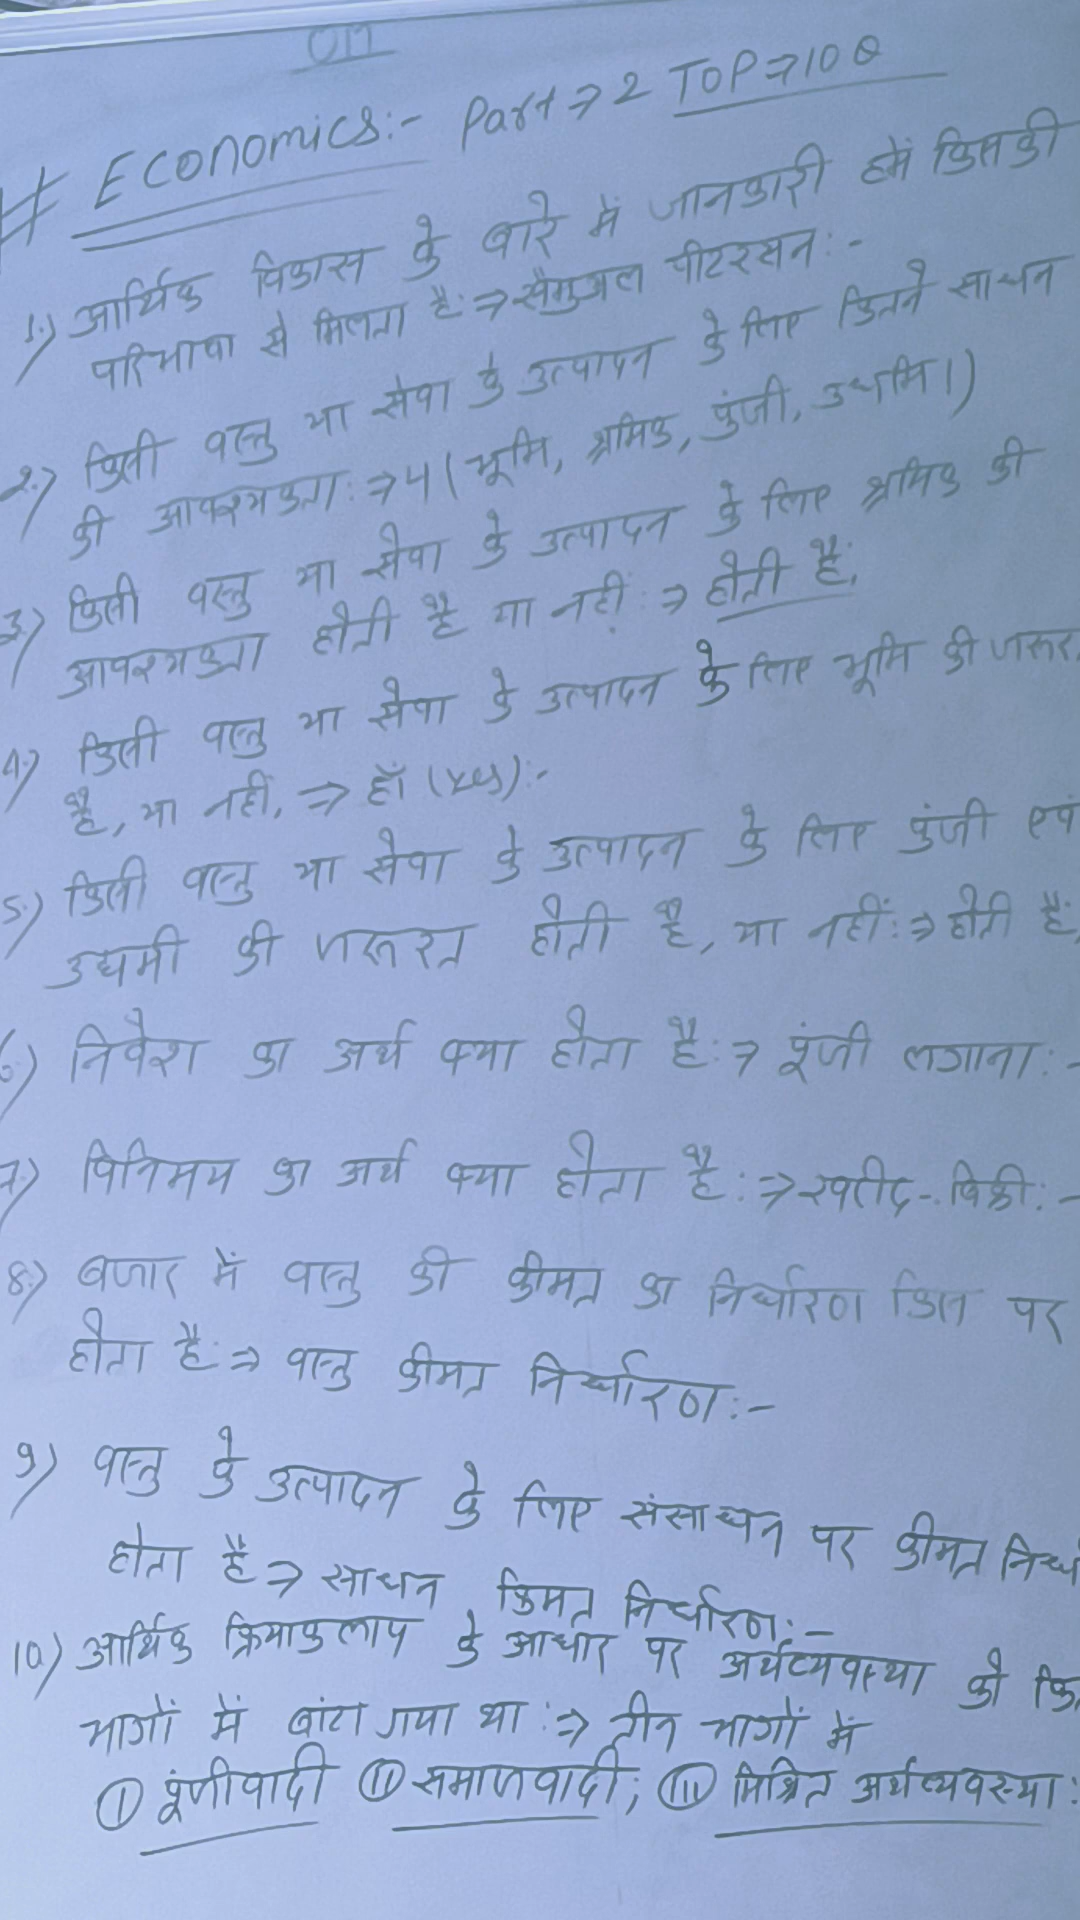 # Economics:- Part⇒2 TOP⇒10 Q
1.) आर्थिक विकास के बारे में जानकारी हमें किसकी
परिभाषा से मिलता है:⇒सैमुअल पीटरसन:-
2.) किसी वस्तु या सेवा के उत्पादन के लिए कितने साधन
की आवश्यकता:⇒4 (भूमि, श्रमिक, पुंजी, उधमि।)
3.) किसी वस्तु या सेवा के उत्पादन के लिए श्रमिक की
आवश्यकता होती है या नहीं:⇒ होती है:
4.) किसी वस्तु या सेवा के उत्पादन के लिए भूमि की जरूर
है, या नहीं, ⇒ हाँ (yes):-
5.) किसी वस्तु या सेवा के उत्पादन के लिए पुंजी एवं
उद्यमी की जरूरत होती है, या नहीं:⇒होती है:
6) निवेश का अर्थ क्या होता है:⇒ पूंजी लगाना:-
7.) विनिमय का अर्थ क्या होता है:⇒खरीद-बिक्री:-
8.) बजार में वस्तु की कीमत का निर्धारण किस पर
होता है:⇒ वस्तु कीमत निर्धारण:-
9) वस्तु के उत्पादन के लिए संसाधन पर कीमत निर्धा
होता है⇒ साधन किमत निर्धारण:-
10.) आर्थिक क्रियाकलाप के आधार पर अर्थव्यवस्था को कि
भागों में बांटा गया था:⇒ तीन भागों में
(I) पूंजीवादी (II) समाजवादी; (III) मिश्रित अर्थव्यवस्था: